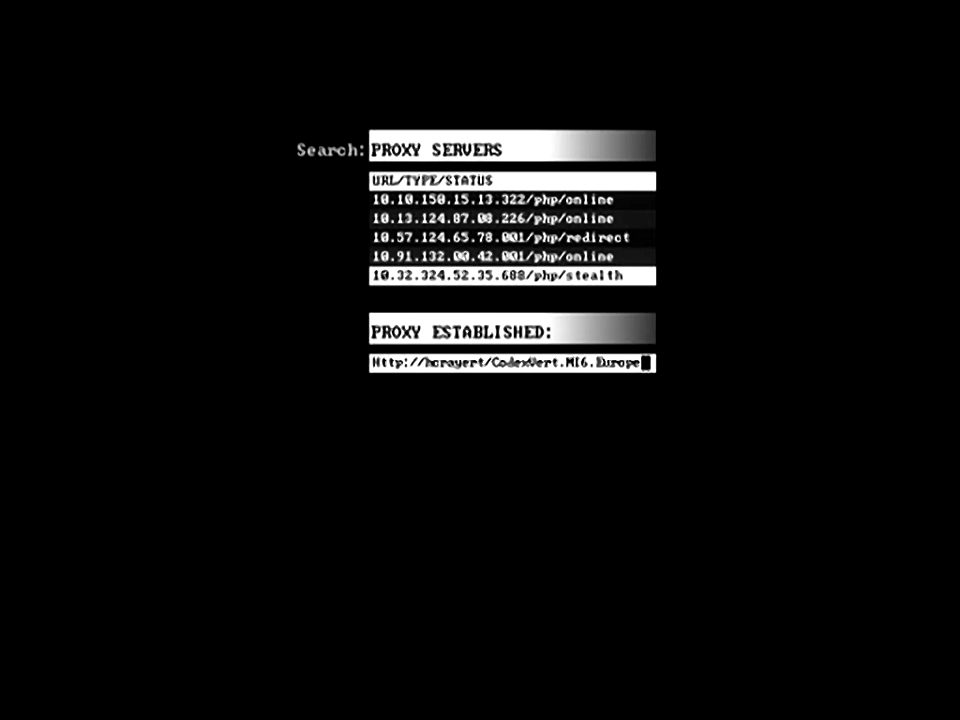 Search: PROXY SERVERS
URL/TYPE/STATUS
10.10.150.15.13.322/php/online
10.13.124.87.08.226/php/online
10.57.124.65.78.001/php/redirect
10.91.132.00.42.001/php/online
10.32.324.52.35.688/php/stealth
PROXY ESTABLISHED:
Http://horayert/CodexVert.MI6.Europe